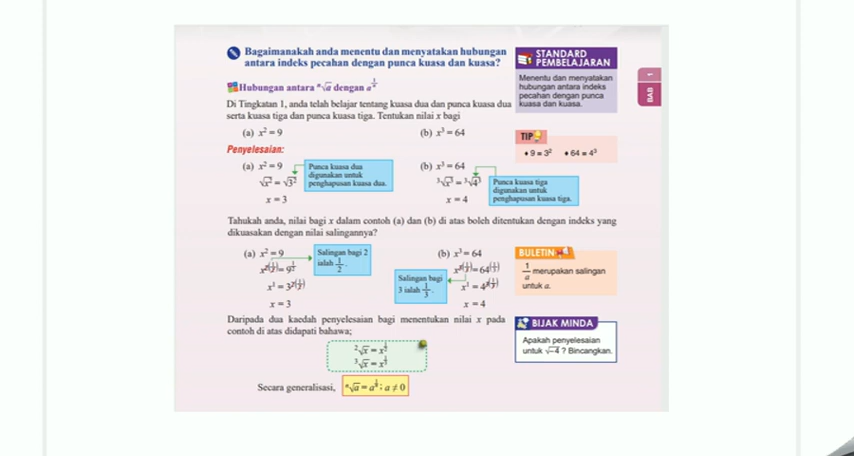 Bagaimanakah anda menentu dan menyatakan hubungan
antara indeks pecahan dengan punca kuasa dan kuasa?
STANDARD
PEMBELAJARAN
Menentu dan menyatakan
hubungan antara indeks
pecahan dengan punca
kuasa dan kuasa.
BAB 1
Hubungan antara ⁿ√a dengan a^(1/n)
Di Tingkatan 1, anda telah belajar tentang kuasa dua dan punca kuasa dua
serta kuasa tiga dan punca kuasa tiga. Tentukan nilai x bagi
(a) x² = 9 (b) x³ = 64
TIP
• 9 = 3² • 64 = 4³
Penyelesaian:
(a) x² = 9
√x² = √3²
x = 3
Punca kuasa dua
digunakan untuk
penghapusan kuasa dua.
(b) x³ = 64
³√x³ = ³√4³
x = 4
Punca kuasa tiga
digunakan untuk
penghapusan kuasa tiga.
Tahukah anda, nilai bagi x dalam contoh (a) dan (b) di atas boleh ditentukan dengan indeks yang
dikuasakan dengan nilai salingannya?
(a) x² = 9
x^(2(1/2)) = 9^(1/2)
x¹ = 3^(2(1/2))
x = 3
Salingan bagi 2
ialah 1/2.
(b) x³ = 64
x^(3(1/3)) = 64^(1/3)
x¹ = 4^(3(1/3))
x = 4
Salingan bagi
3 ialah 1/3.
BULETIN
1/a merupakan salingan
untuk a.
Daripada dua kaedah penyelesaian bagi menentukan nilai x pada
contoh di atas didapati bahawa;
²√x = x^(1/2)
³√x = x^(1/3)
Secara generalisasi, ⁿ√a = a^(1/n) ; a ≠ 0
BIJAK MINDA
Apakah penyelesaian
untuk √−4 ? Bincangkan.